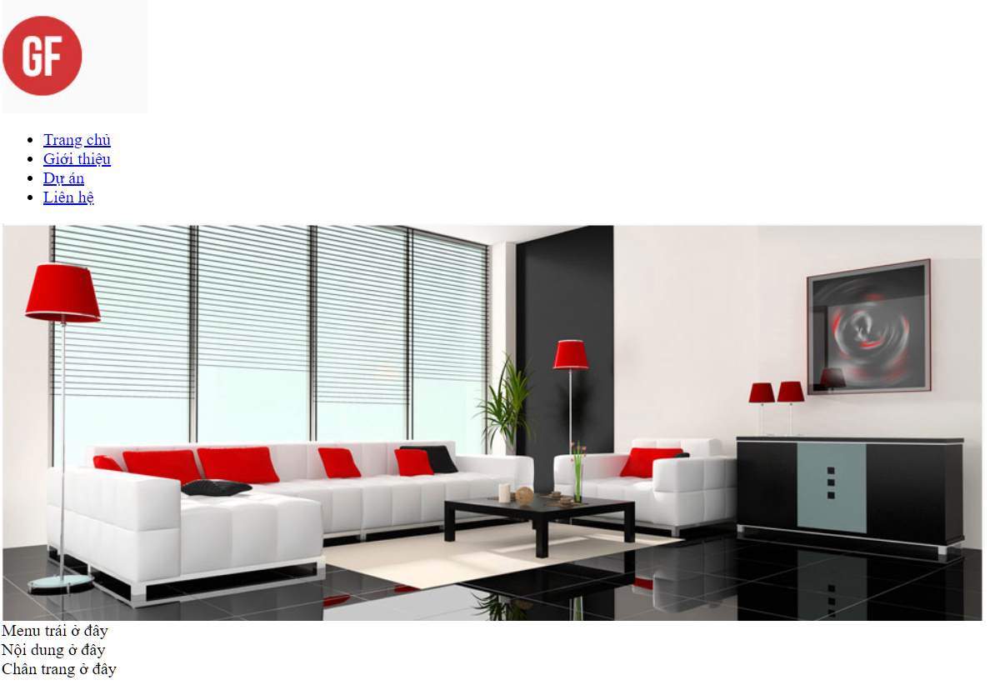 GF
Trang chủ
Giới thiệu
Dự án
Liên hệ
Menu trái ở đây
Nội dung ở đây
Chân trang ở đây